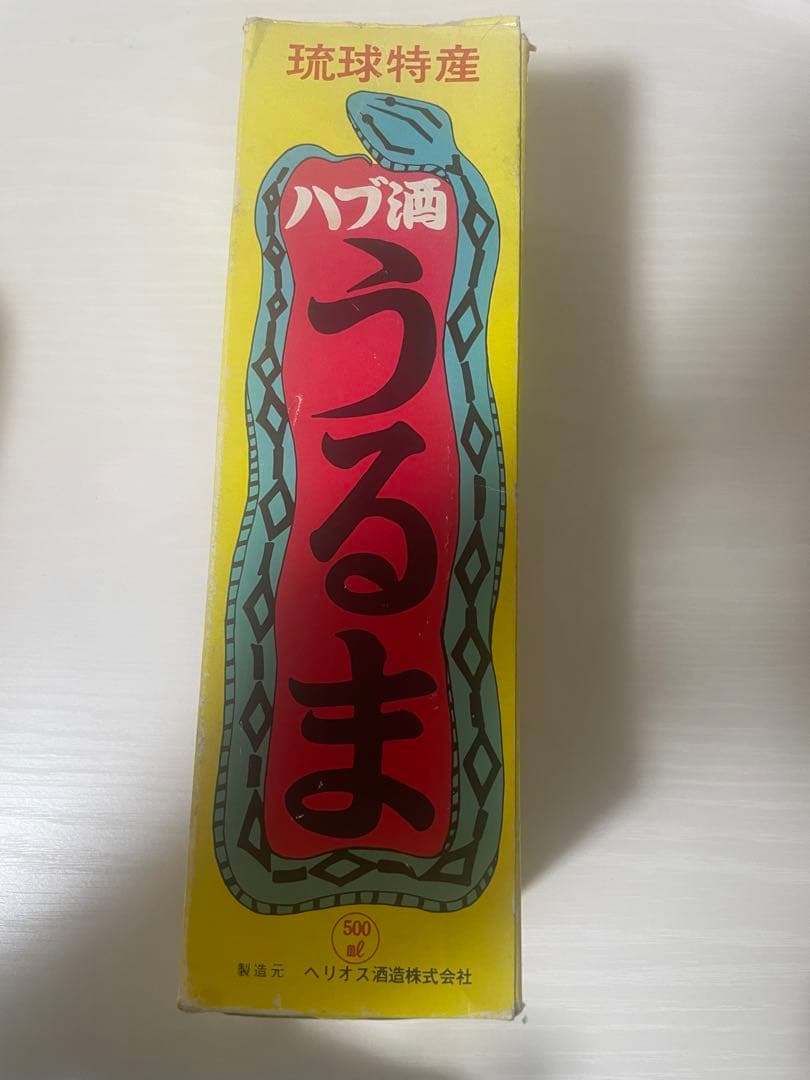 琉球特産
ハブ酒
うるま
500
ml
製造元 ヘリオス酒造株式会社